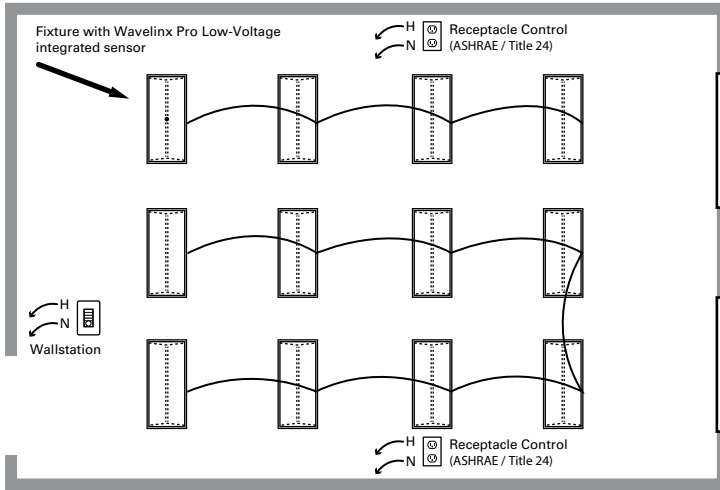 Fixture with Wavelinx Pro Low-Voltage
integrated sensor
H
N
Receptacle Control
(ASHRAE / Title 24)
H
N
Wallstation
H
N
Receptacle Control
(ASHRAE / Title 24)